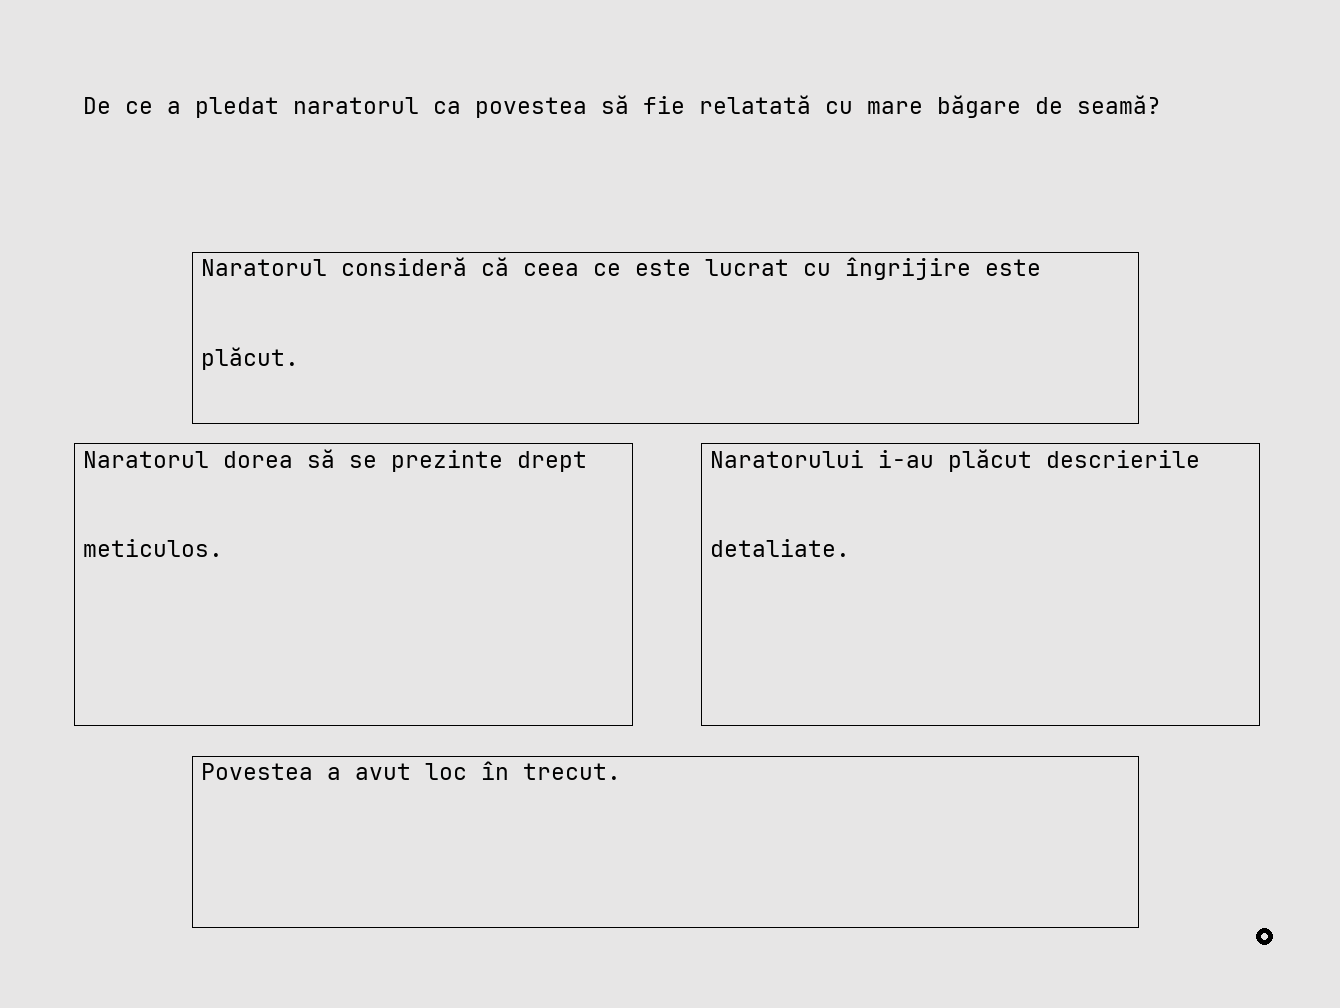 De ce a pledat naratorul ca povestea să fie relatată cu mare băgare de seamă?
Naratorul consideră că ceea ce este lucrat cu îngrijire este
plăcut.
Naratorul dorea să se prezinte drept
meticulos.
Naratorului i-au plăcut descrierile
detaliate.
Povestea a avut loc în trecut.